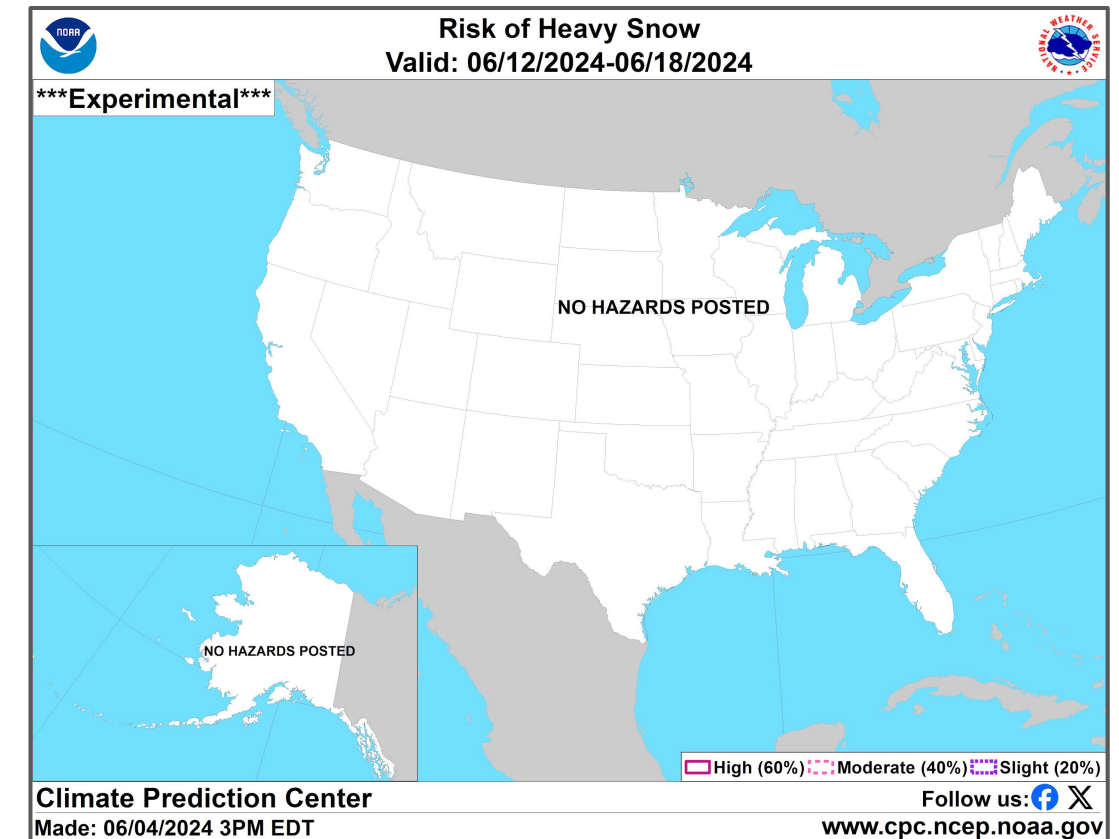 NOAA
Risk of Heavy Snow
Valid: 06/12/2024-06/18/2024
NATIONAL WEATHER SERVICE
***Experimental***
NO HAZARDS POSTED
NO HAZARDS POSTED
High (60%) Moderate (40%) Slight (20%)
Climate Prediction Center
Follow us:
Made: 06/04/2024 3PM EDT
www.cpc.ncep.noaa.gov